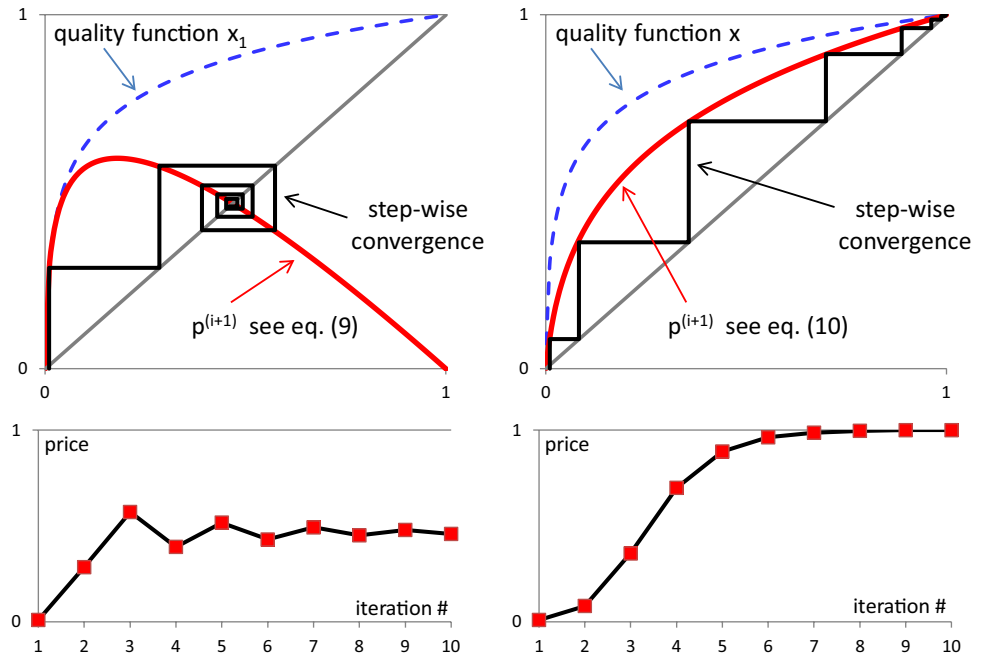 1
quality function x₁
step-wise
convergence
p⁽ⁱ⁺¹⁾ see eq. (9)
0
0 1
1
quality function x
step-wise
convergence
p⁽ⁱ⁺¹⁾ see eq. (10)
0
0 1
1
price
iteration #
0
1 2 3 4 5 6 7 8 9 10
1
price
iteration #
0
1 2 3 4 5 6 7 8 9 10